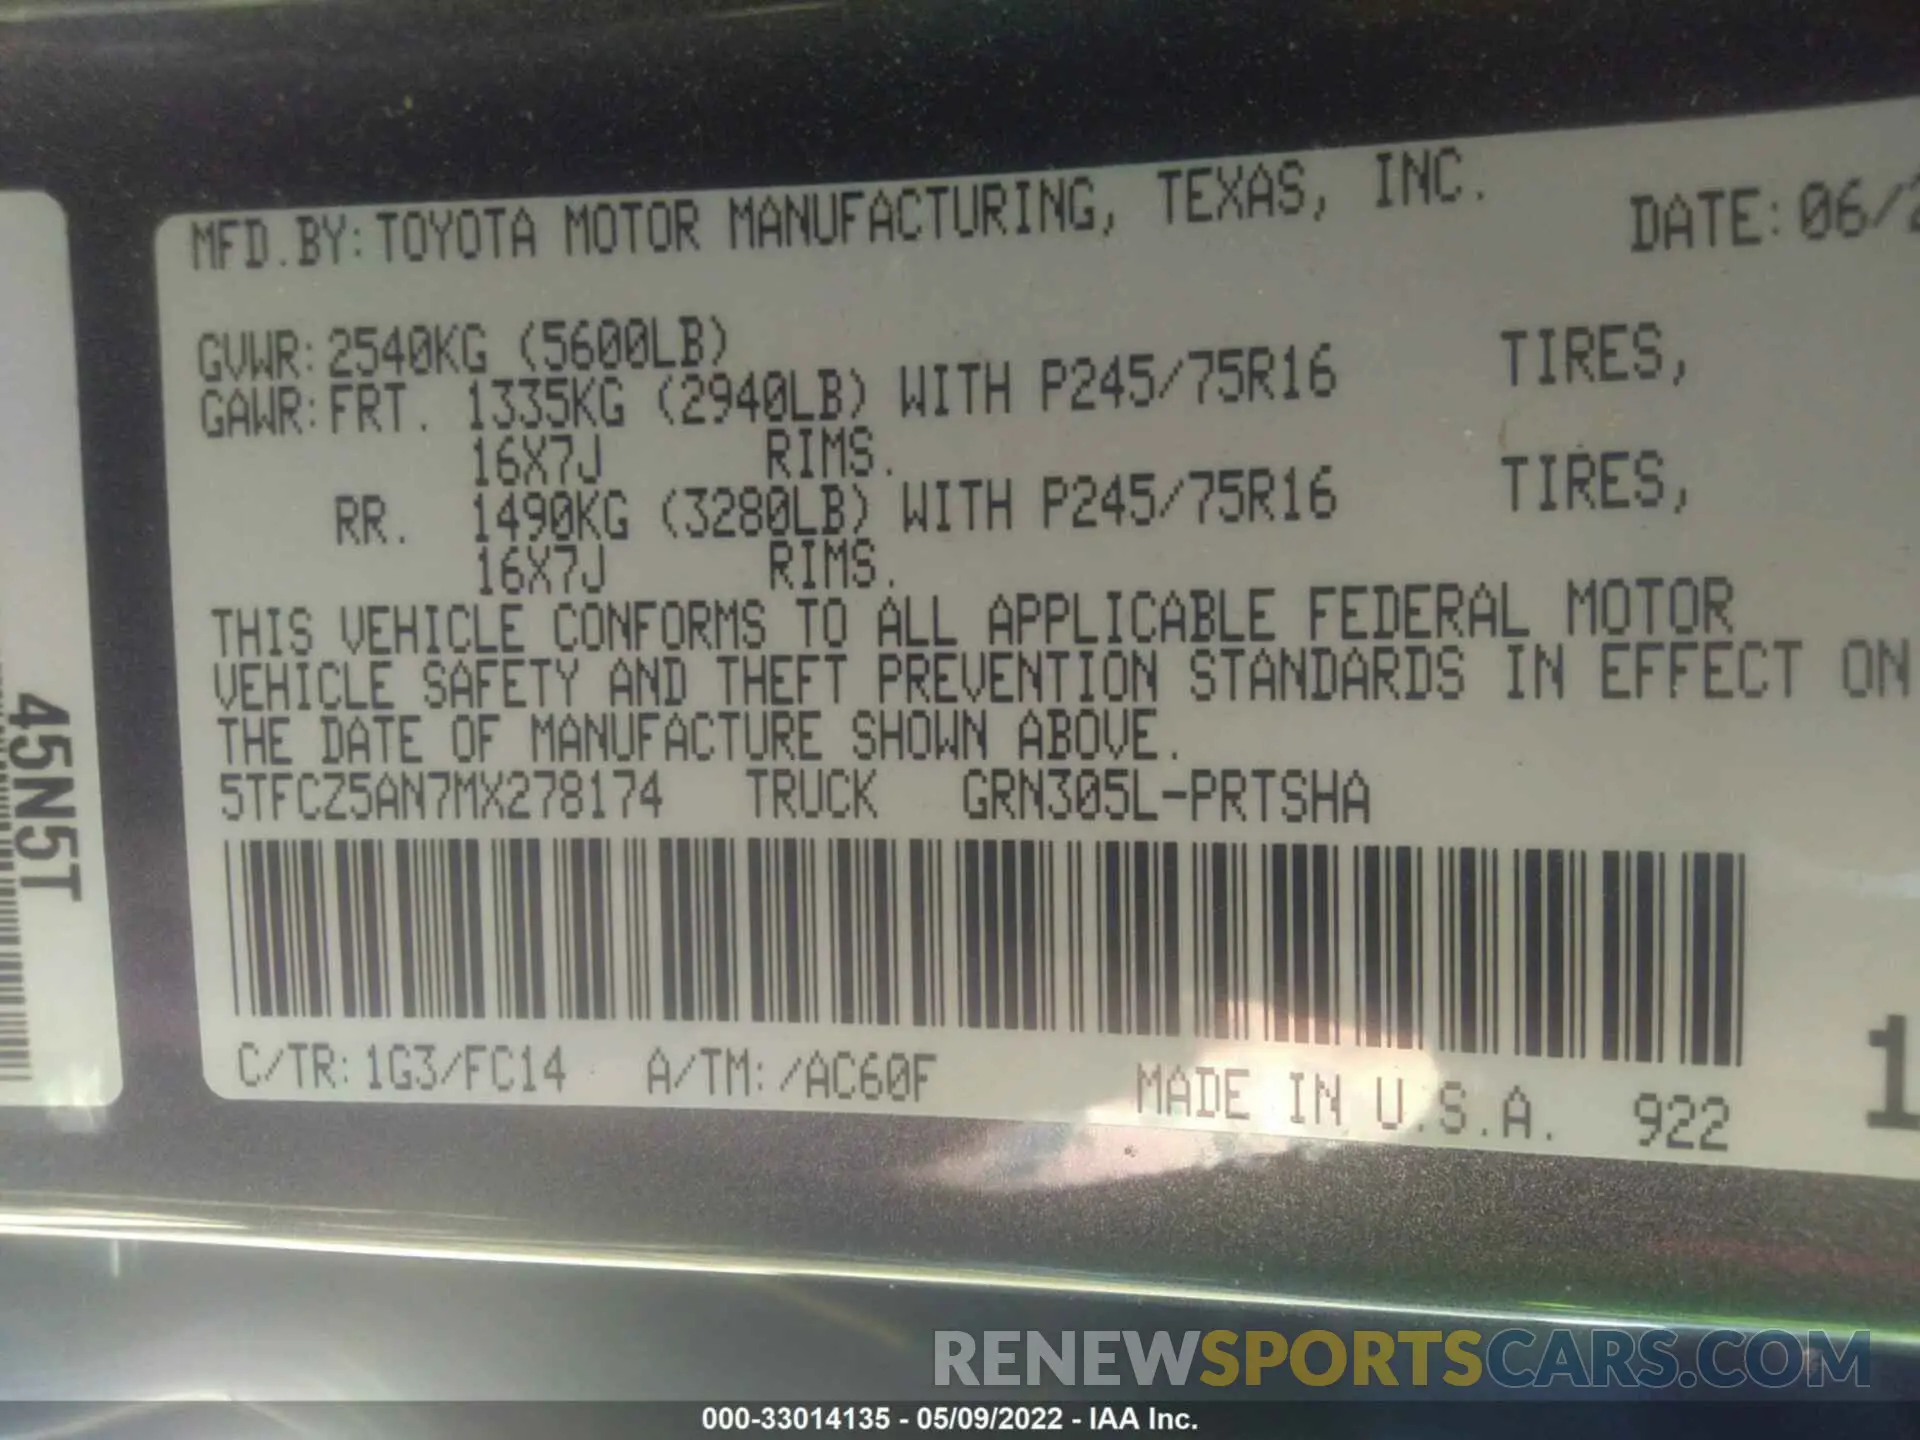 MFD.BY:TOYOTA MOTOR MANUFACTURING, TEXAS, INC. DATE:06/2
GVWR:2540KG (5600LB)
GAWR:FRT. 1335KG (2940LB) WITH P245/75R16 TIRES,
16X7J RIMS.
RR. 1490KG (3280LB) WITH P245/75R16 TIRES,
16X7J RIMS.
THIS VEHICLE CONFORMS TO ALL APPLICABLE FEDERAL MOTOR
VEHICLE SAFETY AND THEFT PREVENTION STANDARDS IN EFFECT ON
THE DATE OF MANUFACTURE SHOWN ABOVE.
5TFCZ5AN7MX278174 TRUCK GRN305L-PRTSHA
C/TR:1G3/FC14 A/TM:/AC60F MADE IN U.S.A. 922
1
45N5T
RENEWSPORTSCARS.COM
000-33014135 - 05/09/2022 - IAA Inc.